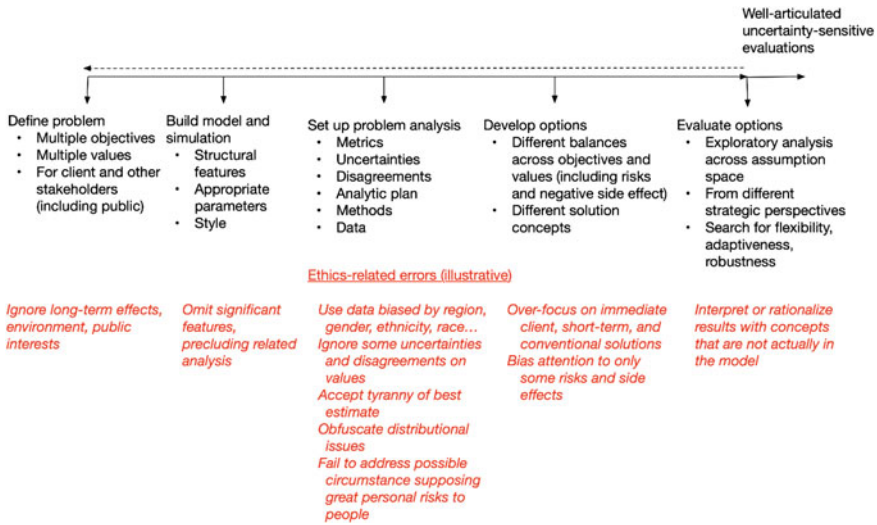 Well-articulated
uncertainty-sensitive
evaluations
Define problem
• Multiple objectives
• Multiple values
• For client and other
stakeholders
(including public)
Build model and
simulation
• Structural
features
• Appropriate
parameters
• Style
Set up problem analysis
• Metrics
• Uncertainties
• Disagreements
• Analytic plan
• Methods
• Data
Develop options
• Different balances
across objectives and
values (including risks
and negative side effect)
• Different solution
concepts
Evaluate options
• Exploratory analysis
across assumption
space
• From different
strategic perspectives
• Search for flexibility,
adaptiveness,
robustness
Ethics-related errors (illustrative)
Ignore long-term effects,
environment, public
interests
Omit significant
features,
precluding related
analysis
Use data biased by region,
gender, ethnicity, race…
Ignore some uncertainties
and disagreements on
values
Accept tyranny of best
estimate
Obfuscate distributional
issues
Fail to address possible
circumstance supposing
great personal risks to
people
Over-focus on immediate
client, short-term, and
conventional solutions
Bias attention to only
some risks and side
effects
Interpret or rationalize
results with concepts
that are not actually in
the model